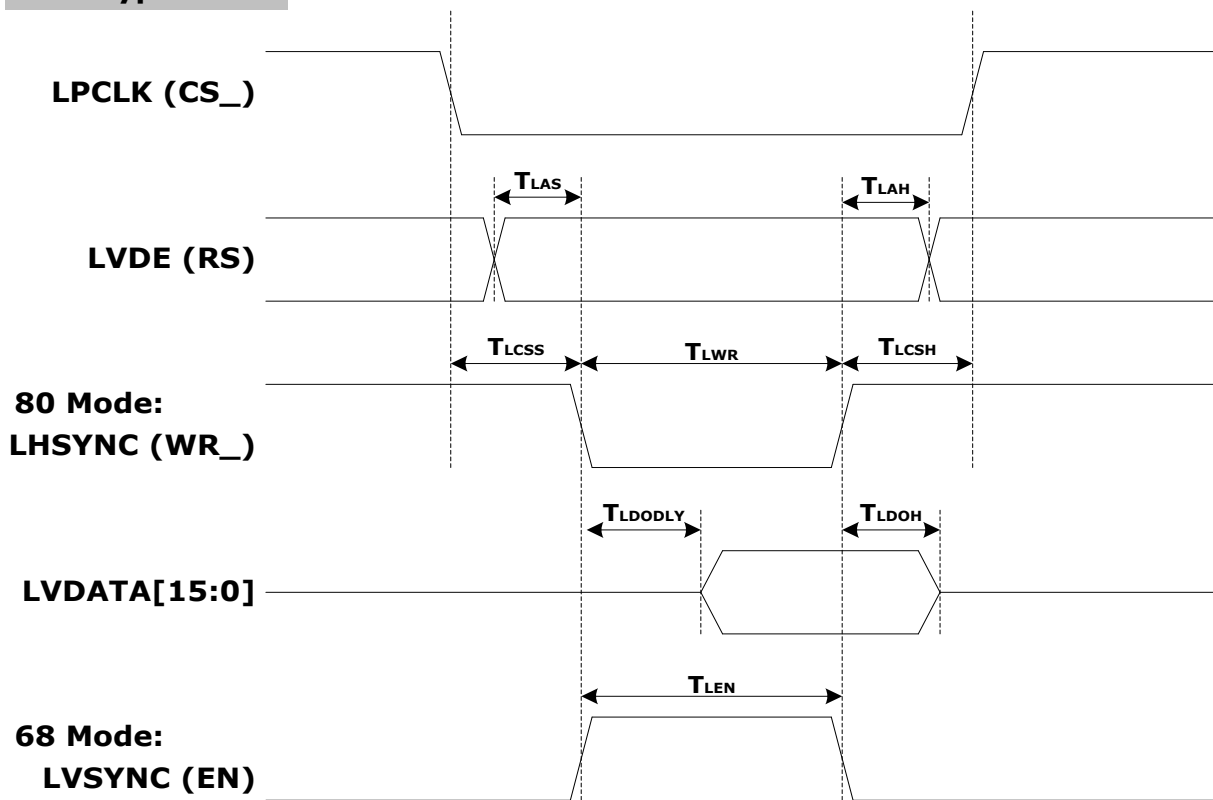 LPCLK (CS_)
TLAS
TLAH
LVDE (RS)
TLCSS
TLWR
TLCSH
80 Mode:
LHSYNC (WR_)
TLDODLY
TLDOH
LVDATA[15:0]
TLEN
68 Mode:
LVSYNC (EN)